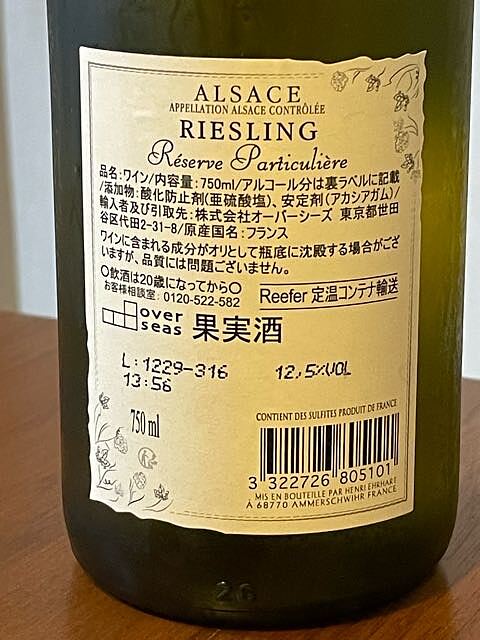 ALSACE
APPELLATION ALSACE CONTRÔLÉE
RIESLING
Réserve Particulière
品名:ワイン/内容量:750ml/アルコール分は裏ラベルに記載
/添加物:酸化防止剤(亜硫酸塩)、安定剤(アカシアガム)/
輸入者及び引取先:株式会社オーバーシーズ 東京都世田
谷区代田2-31-8/原産国名:フランス
ワインに含まれる成分がオリとして瓶底に沈殿する場合がござ
いますが、品質には問題ございません。
○飲酒は20歳になってから○
お客様相談室:0120-522-582
Reefer 定温コンテナ輸送
over
seas
果実酒
L:1229-316 12,5%VOL
13:56
750 ml
CONTIENT DES SULFITES PRODUIT DE FRANCE
3 322726 805101
MIS EN BOUTEILLE PAR HENRI EHRHART
À 68770 AMMERSCHWIHR FRANCE
26